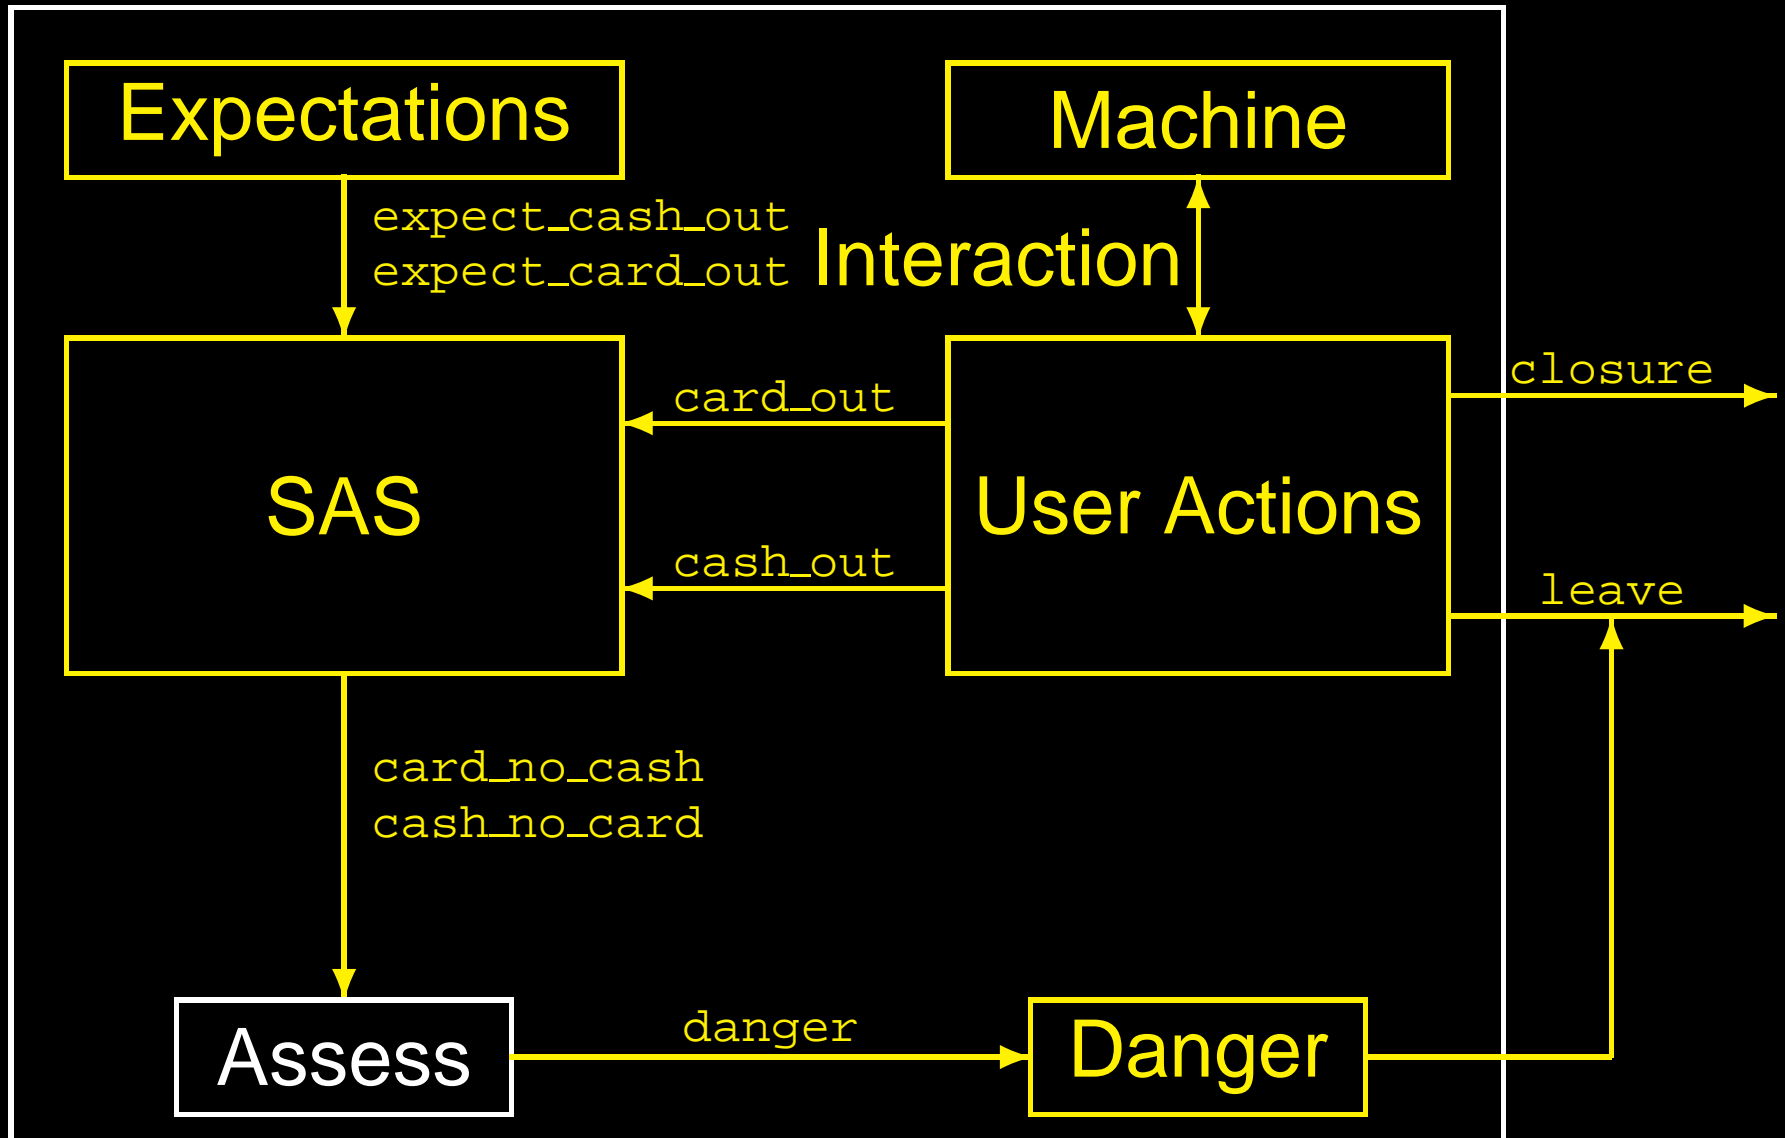 Expectations
Machine
expect_cash_out
expect_card_out
Interaction
closure
card_out
SAS
User Actions
cash_out
leave
card_no_cash
cash_no_card
Assess
danger
Danger